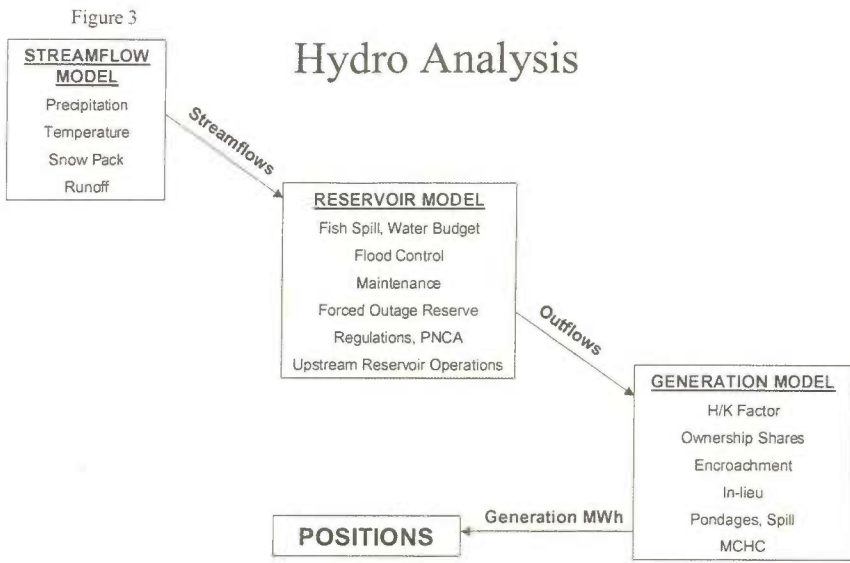 Figure 3
Hydro Analysis
STREAMFLOW
MODEL
Precipitation
Temperature
Snow Pack
Runoff
Streamflows
RESERVOIR MODEL
Fish Spill, Water Budget
Flood Control
Maintenance
Forced Outage Reserve
Regulations, PNCA
Upstream Reservoir Operations
Outflows
GENERATION MODEL
H/K Factor
Ownership Shares
Encroachment
In-lieu
Pondages, Spill
MCHC
Generation MWh
POSITIONS